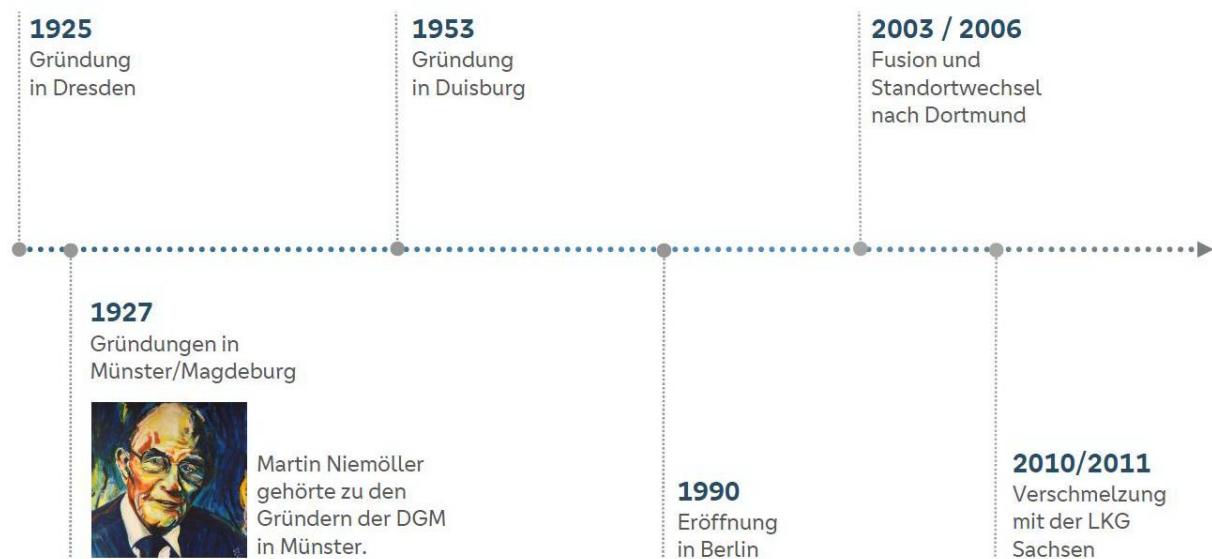 1925
Gründung
in Dresden
1953
Gründung
in Duisburg
2003 / 2006
Fusion und
Standortwechsel
nach Dortmund
1927
Gründungen in
Münster/Magdeburg
Martin Niemöller
gehörte zu den
Gründern der DGM
in Münster.
1990
Eröffnung
in Berlin
2010/2011
Verschmelzung
mit der LKG
Sachsen